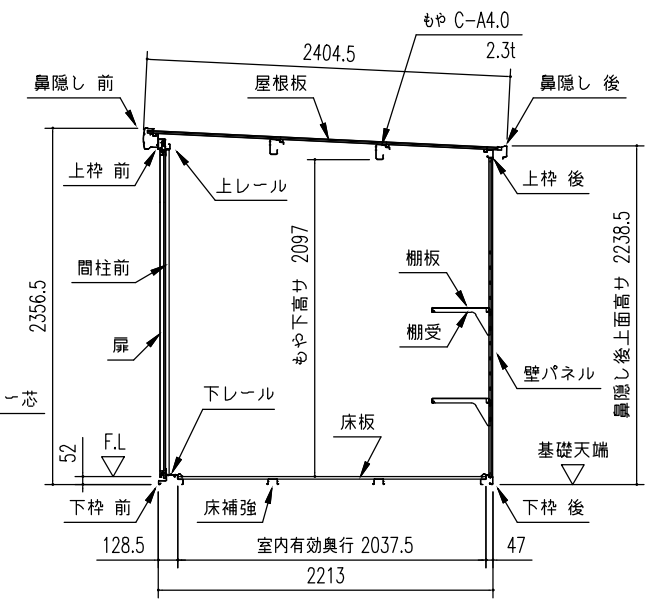 もや C-A4.0
2404.5
2.3t
鼻隠し 前
屋根板
鼻隠し 後
上枠 前
上レール
上枠 後
間柱前
もや下高サ 2097
棚板
棚受
鼻隠し後上面高サ 2238.5
2356.5
扉
壁パネル
~芯
下レール
床板
F.L
52
基礎天端
下枠 前
床補強
下枠 後
128.5
室内有効奥行 2037.5
47
2213